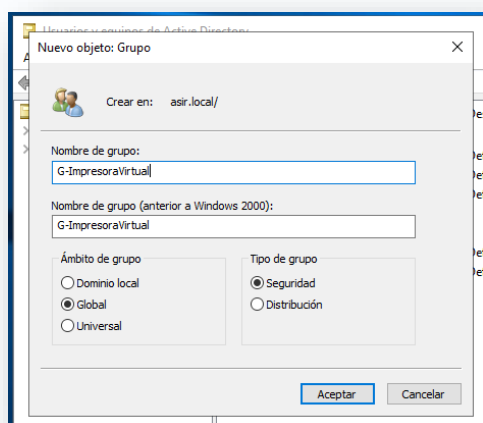 Usuarios y equipos de Active Directory
Nuevo objeto: Grupo
Crear en: asir.local/
Nombre de grupo:
G-ImpresoraVirtual
Nombre de grupo (anterior a Windows 2000):
G-ImpresoraVirtual
Ámbito de grupo
Dominio local
Global
Universal
Tipo de grupo
Seguridad
Distribución
Aceptar
Cancelar